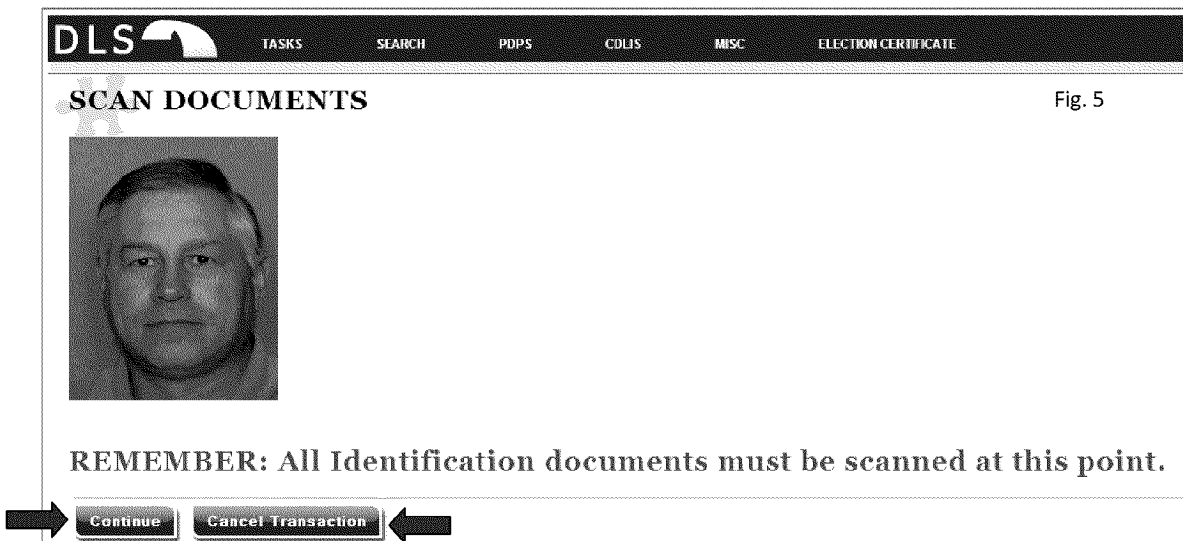 DLS TASKS SEARCH PDPS CDLIS MISC ELECTION CERTIFICATE
SCAN DOCUMENTS Fig. 5
REMEMBER: All Identification documents must be scanned at this point.
Continue Cancel Transaction